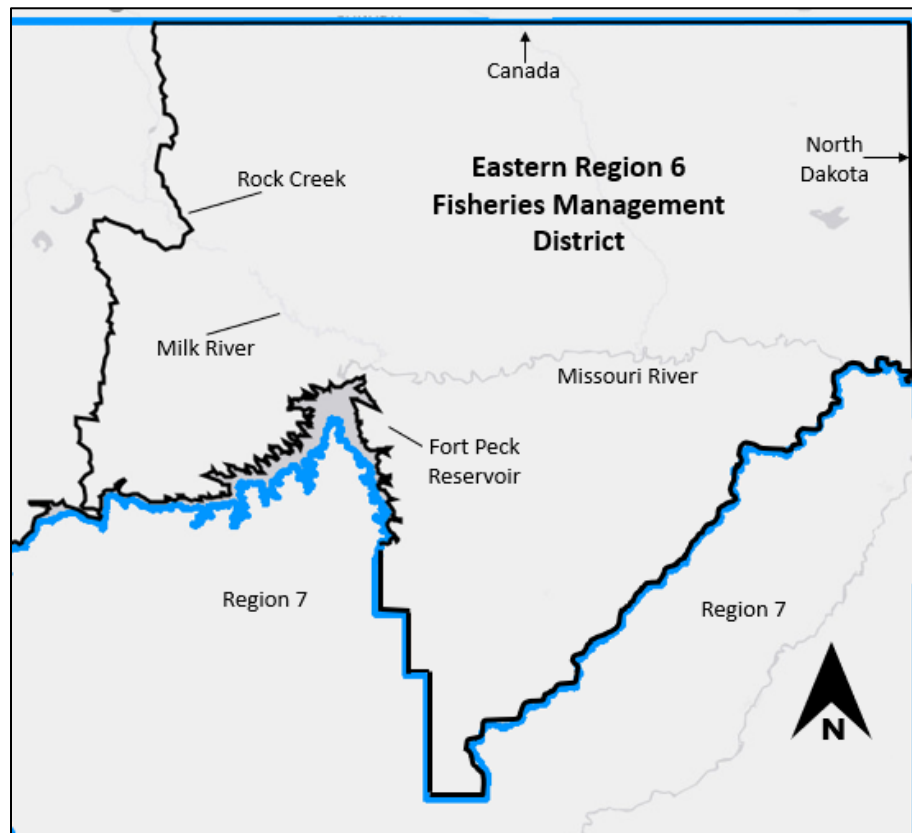 Canada
North
Dakota
Eastern Region 6
Fisheries Management
District
Rock Creek
Milk River
Missouri River
Fort Peck
Reservoir
Region 7
Region 7
N